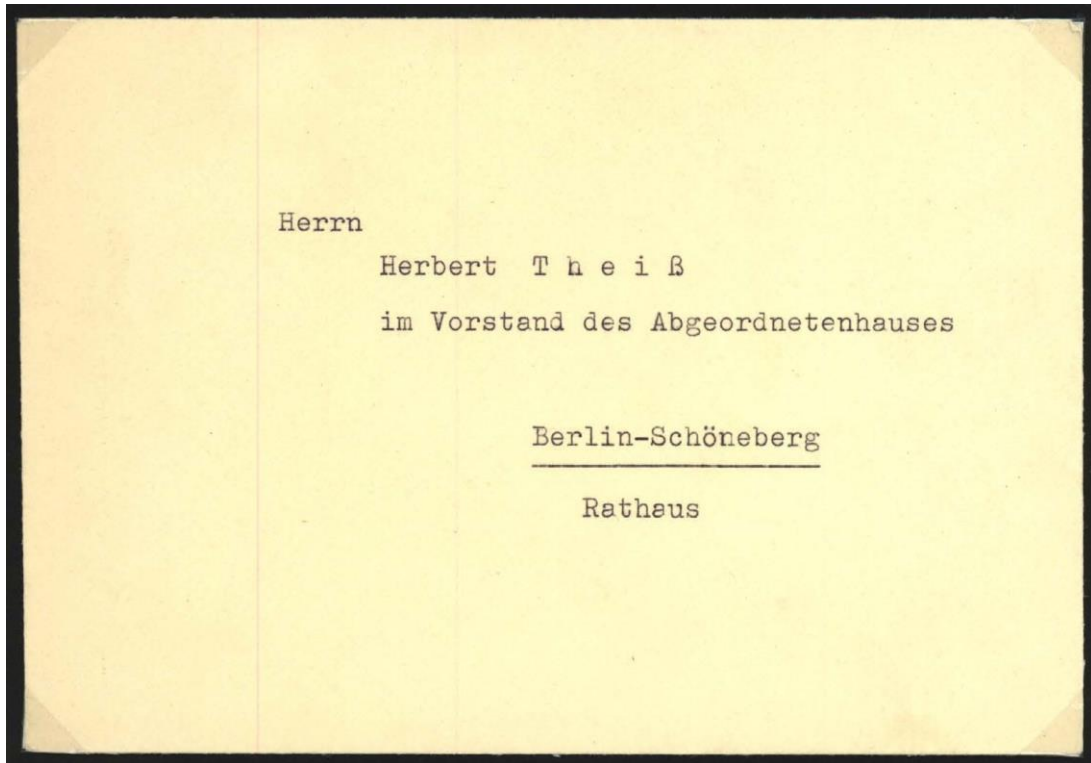 Herrn
Herbert T h e i ß
im Vorstand des Abgeordnetenhauses
Berlin-Schöneberg
Rathaus